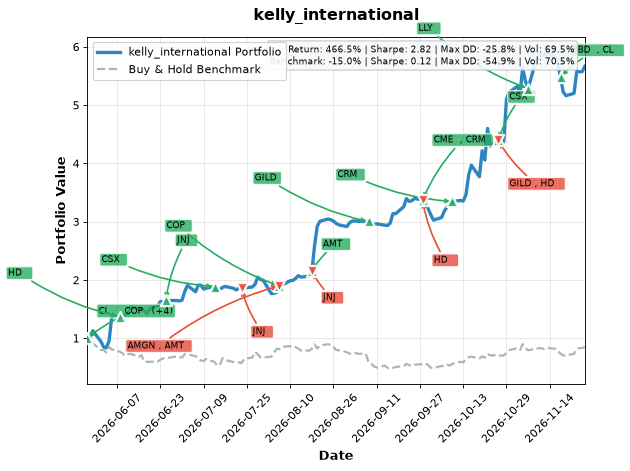 kelly_international
LLY
kelly_international Portfolio
Buy & Hold Benchmark
Return: 466.5% | Sharpe: 2.82 | Max DD: -25.8% | Vol: 69.5%
Benchmark: -15.0% | Sharpe: 0.12 | Max DD: -54.9% | Vol: 70.5%
BD , CL
CSX
CME , CRM
GILD
CRM
GILD , HD
COP
JNJ
AMT
CSX
HD
HD
JNJ
CL
COP (+4)
JNJ
AMGN , AMT
Portfolio Value
6
5
4
3
2
1
2026-06-07
2026-06-23
2026-07-09
2026-07-25
2026-08-10
2026-08-26
2026-09-11
2026-09-27
2026-10-13
2026-10-29
2026-11-14
Date